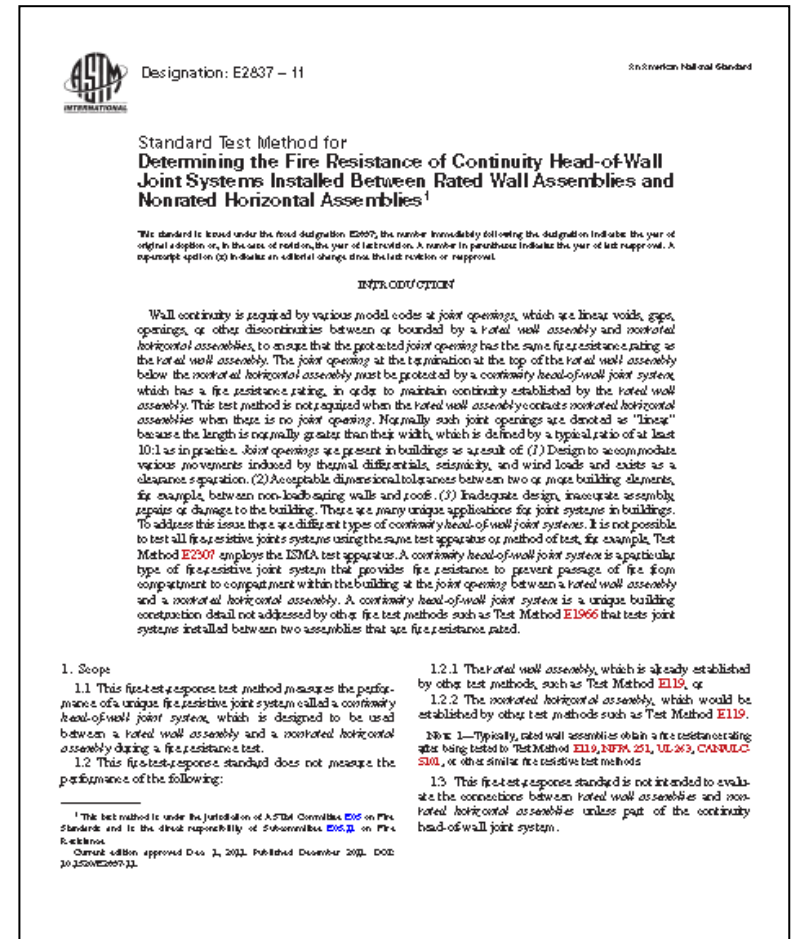 ASTM
INTERNATIONAL
Designation: E2837 – 11
An American National Standard
Standard Test Method for
Determining the Fire Resistance of Continuity Head-of-Wall
Joint Systems Installed Between Rated Wall Assemblies and
Nonrated Horizontal Assemblies¹
This standard is issued under the fixed designation E2837; the number immediately following the designation indicates the year of
original adoption or, in the case of revision, the year of last revision. A number in parentheses indicates the year of last reapproval. A
superscript epsilon (ε) indicates an editorial change since the last revision or reapproval.
INTRODUCTION
Wall continuity is required by various model codes at joint openings, which are linear voids, gaps,
openings, or other discontinuities between or bounded by a rated wall assembly and nonrated
horizontal assemblies, to ensure that the protected joint opening has the same fire resistance rating as
the rated wall assembly. The joint opening at the termination at the top of the rated wall assembly
below the nonrated horizontal assembly must be protected by a continuity head-of-wall joint system,
which has a fire resistance rating, in order to maintain continuity established by the rated wall
assembly. This test method is not required when the rated wall assembly contacts nonrated horizontal
assemblies when there is no joint opening. Normally such joint openings are denoted as "linear"
because the length is normally greater than their width, which is defined by a typical ratio of at least
10:1 as in practice. Joint openings are present in buildings as a result of: (1) Design to accommodate
various movements induced by thermal differentials, seismicity, and wind loads and exists as a
clearance separation. (2) Acceptable dimensional tolerances between two or more building elements,
for example, between non-loadbearing walls and roofs. (3) Inadequate design, inaccurate assembly,
repairs or damage to the building. There are many unique applications for joint systems in buildings.
To address this issue there are different types of continuity head-of-wall joint systems. It is not possible
to test all fire resistive joints systems using the same test apparatus or method of test, for example, Test
Method E2307 employs the ISMA test apparatus. A continuity head-of-wall joint system is a particular
type of fire resistive joint system that provides fire resistance to prevent passage of fire from
compartment to compartment within the building at the joint opening between a rated wall assembly
and a nonrated horizontal assembly. A continuity head-of-wall joint system is a unique building
construction detail not addressed by other fire test methods such as Test Method E1966 that tests joint
systems installed between two assemblies that are fire resistance rated.
1. Scope
1.1 This fire-test-response test method measures the perfor-
mance of a unique fire resistive joint system called a continuity
head-of-wall joint system, which is designed to be used
between a rated wall assembly and a nonrated horizontal
assembly during a fire resistance test.
1.2 This fire-test-response standard does not measure the
performance of the following:
¹ This test method is under the jurisdiction of ASTM Committee E05 on Fire
Standards and is the direct responsibility of Subcommittee E05.11 on Fire
Resistance.
Current edition approved Dec. 1, 2011. Published December 2011. DOI:
10.1520/E2837-11.
1.2.1 The rated wall assembly, which is already established
by other test methods, such as Test Method E119, or
1.2.2 The nonrated horizontal assembly, which would be
established by other test methods such as Test Method E119.
NOTE 1—Typically, rated wall assemblies obtain a fire resistance rating
after being tested to Test Method E119, NFPA 251, UL 263, CAN/ULC-
S101, or other similar fire resistive test methods
1.3 This fire-test-response standard is not intended to evalu-
ate the connections between rated wall assemblies and non-
rated horizontal assemblies unless part of the continuity
head-of-wall joint system.